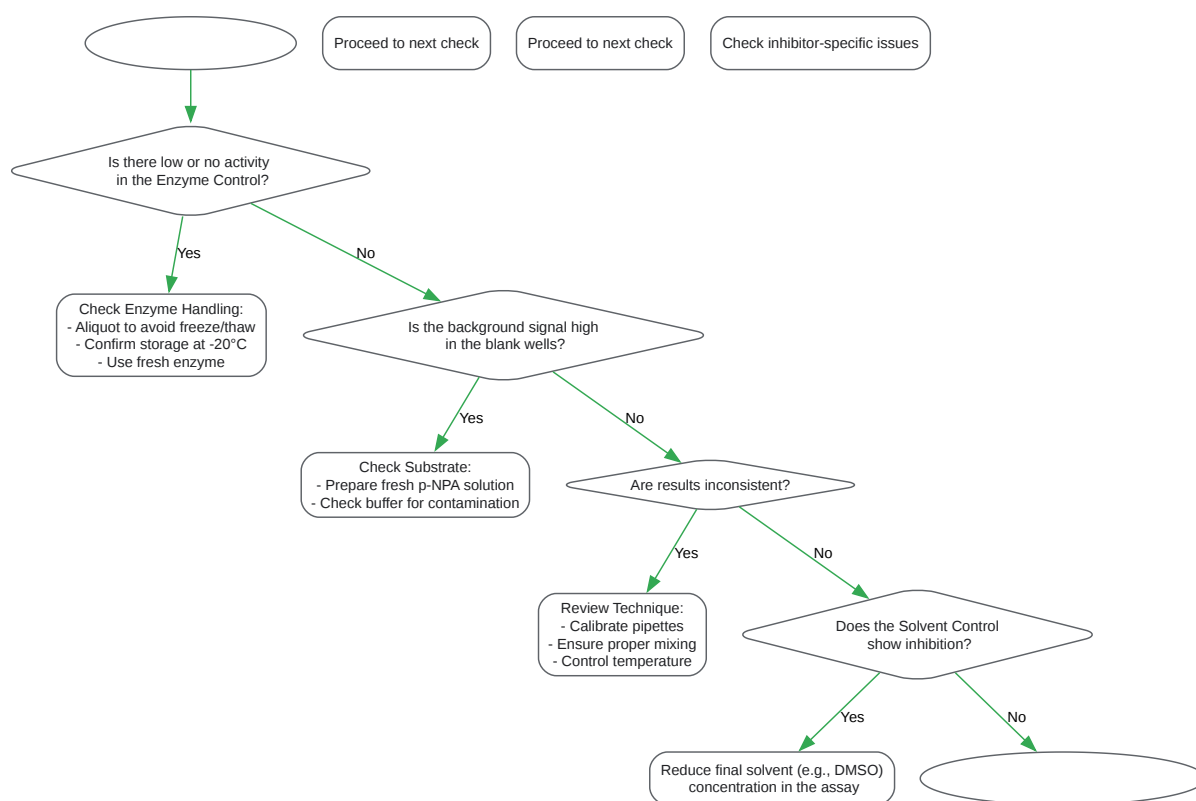 Proceed to next check
Proceed to next check
Check inhibitor-specific issues
Is there low or no activity
in the Enzyme Control?
Yes
No
Check Enzyme Handling:
- Aliquot to avoid freeze/thaw
- Confirm storage at -20°C
- Use fresh enzyme
Is the background signal high
in the blank wells?
Yes
No
Check Substrate:
- Prepare fresh p-NPA solution
- Check buffer for contamination
Are results inconsistent?
Yes
No
Review Technique:
- Calibrate pipettes
- Ensure proper mixing
- Control temperature
Does the Solvent Control
show inhibition?
Yes
No
Reduce final solvent (e.g., DMSO)
concentration in the assay